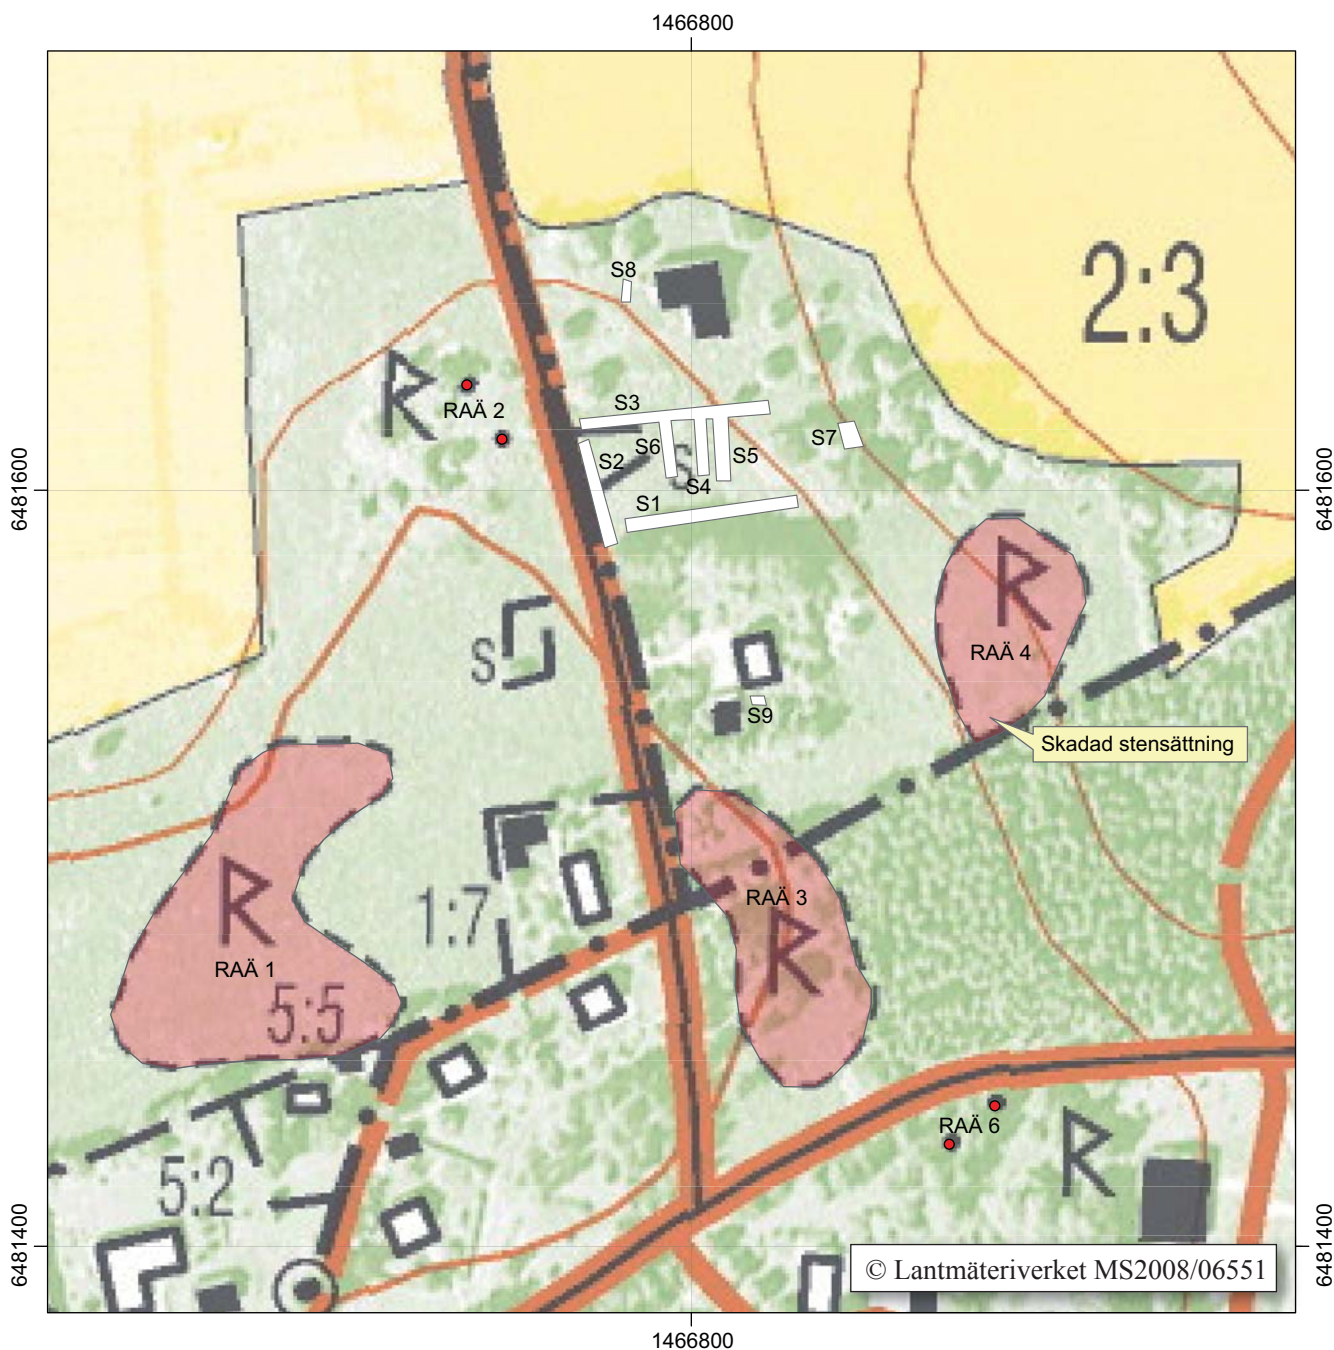 1466800
2:3
S8
R
RAÄ 2
S3
S7
S6
S2
S5
S
S4
S1
6481600
6481600
R
RAÄ 4
S
S9
Skadad stensättning
R
1:7
RAÄ 3
R
RAÄ 1
5:5
RAÄ 6
R
5:2
6481400
6481400
© Lantmäteriverket MS2008/06551
1466800